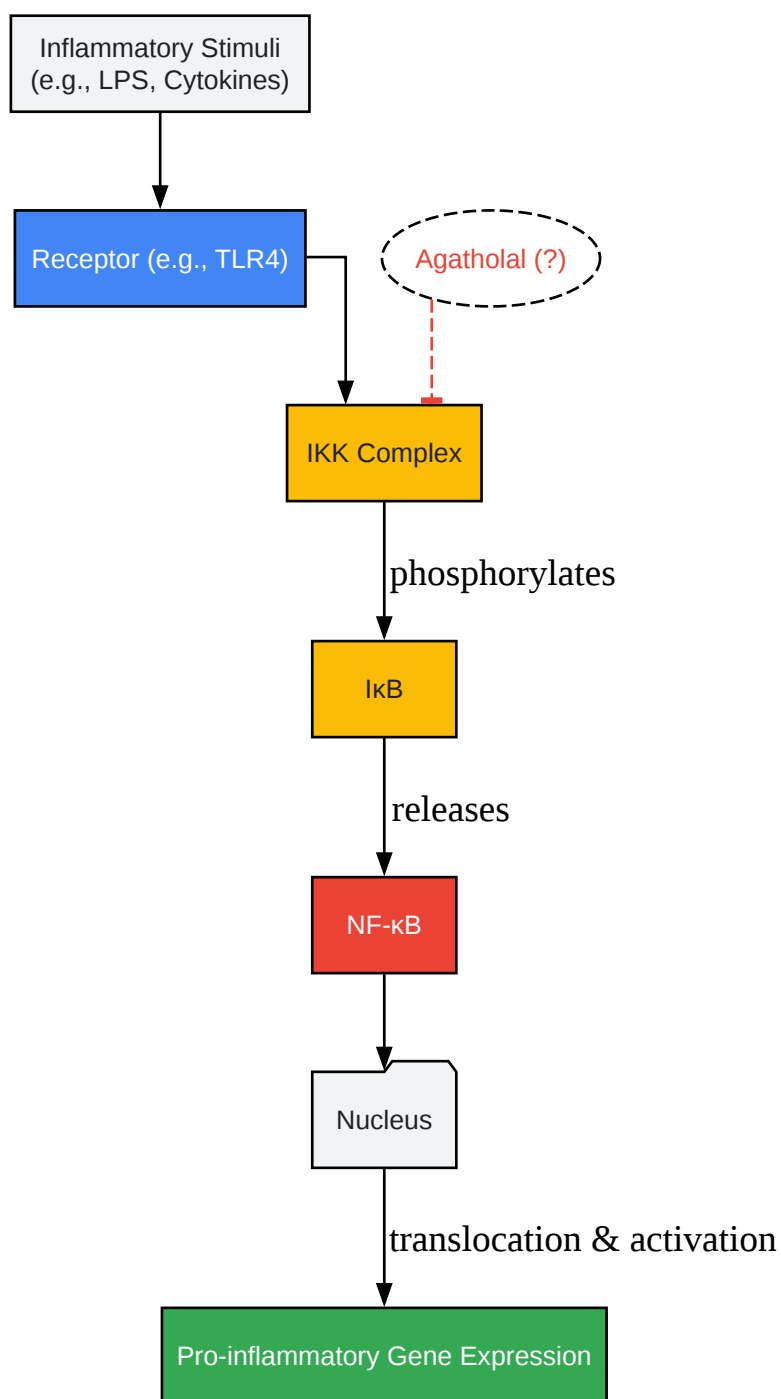 Inflammatory Stimuli
(e.g., LPS, Cytokines)
Receptor (e.g., TLR4)
Agatholal (?)
IKK Complex
phosphorylates
IκB
releases
NF-κB
Nucleus
translocation & activation
Pro-inflammatory Gene Expression